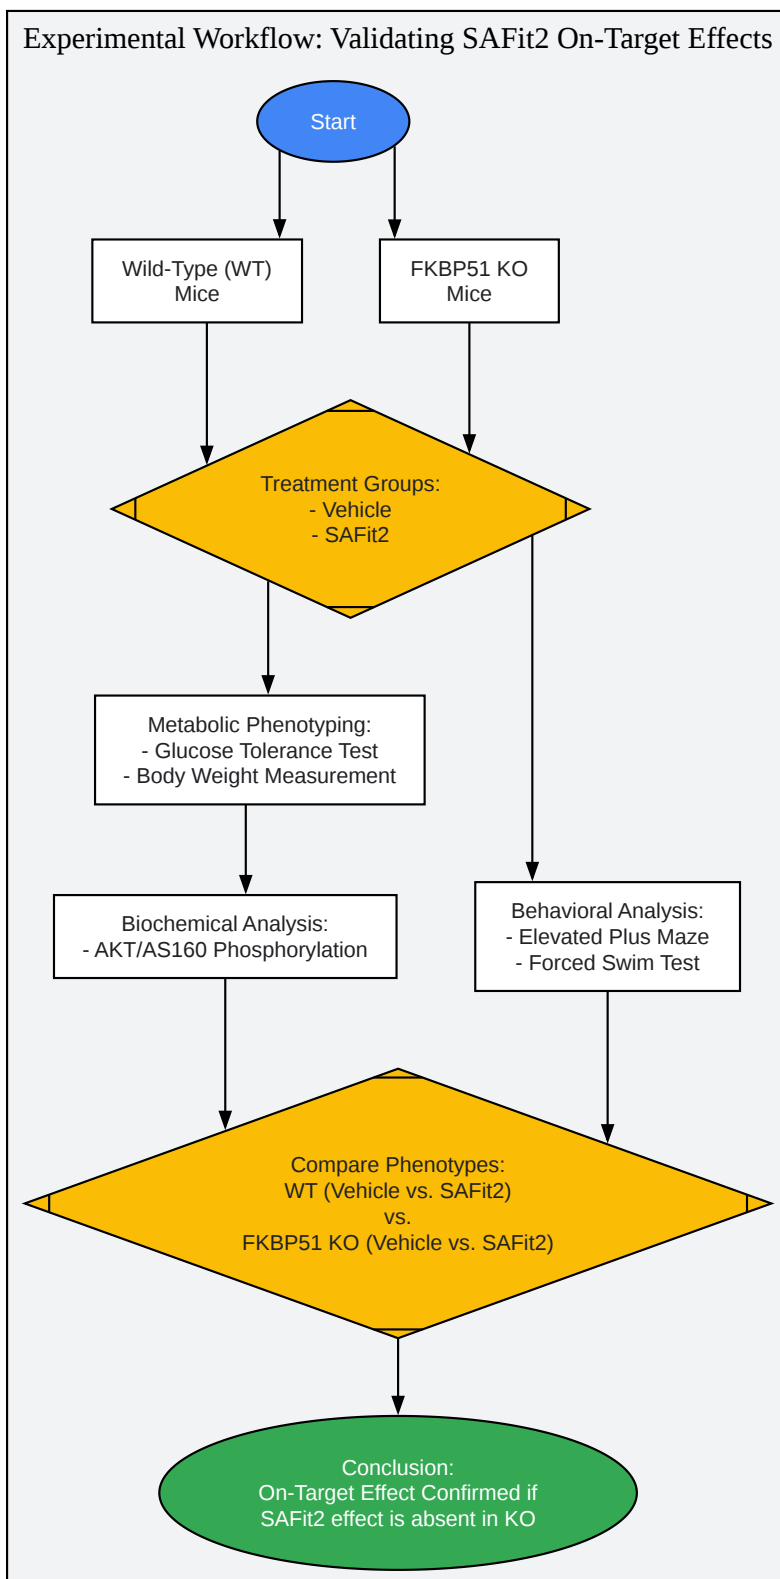 Experimental Workflow: Validating SAFit2 On-Target Effects
Start
Wild-Type (WT)
Mice
FKBP51 KO
Mice
Treatment Groups:
- Vehicle
- SAFit2
Metabolic Phenotyping:
- Glucose Tolerance Test
- Body Weight Measurement
Biochemical Analysis:
- AKT/AS160 Phosphorylation
Behavioral Analysis:
- Elevated Plus Maze
- Forced Swim Test
Compare Phenotypes:
WT (Vehicle vs. SAFit2)
vs.
FKBP51 KO (Vehicle vs. SAFit2)
Conclusion:
On-Target Effect Confirmed if
SAFit2 effect is absent in KO